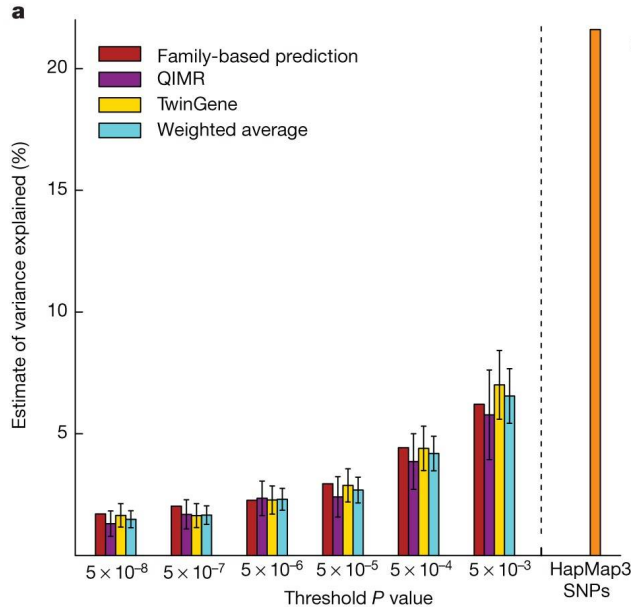 a
Estimate of variance explained (%)
20
15
10
5
Family-based prediction
QIMR
TwinGene
Weighted average
5 × 10⁻⁸
5 × 10⁻⁷
5 × 10⁻⁶
5 × 10⁻⁵
5 × 10⁻⁴
5 × 10⁻³
HapMap3
SNPs
Threshold P value